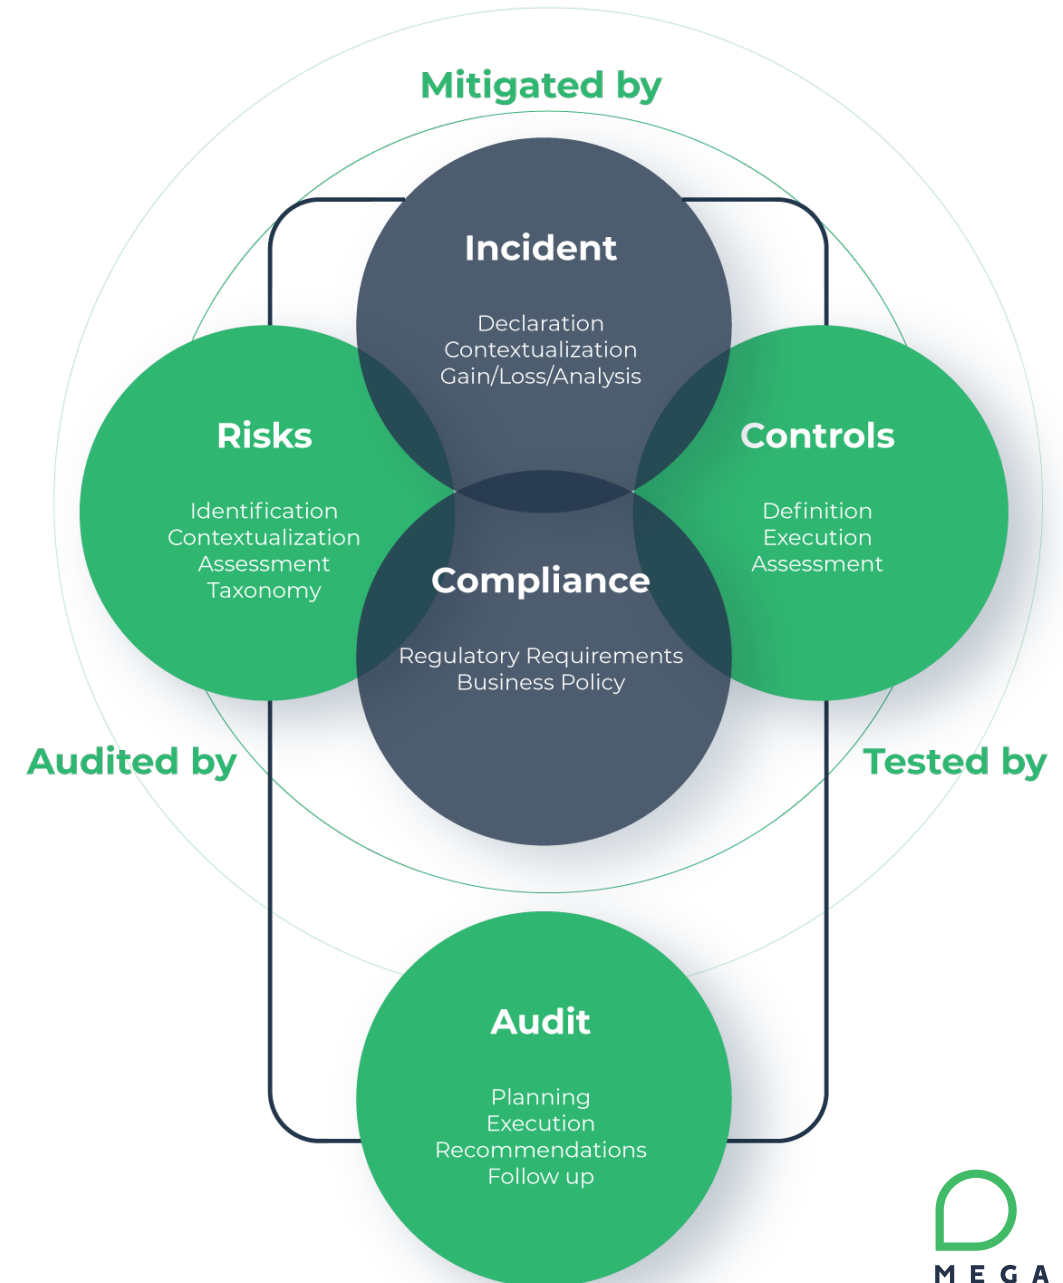 Mitigated by
Incident
Declaration
Contextualization
Gain/Loss/Analysis
Risks
Identification
Contextualization
Assessment
Taxonomy
Controls
Definition
Execution
Assessment
Compliance
Regulatory Requirements
Business Policy
Audited by
Tested by
Audit
Planning
Execution
Recommendations
Follow up
MEGA